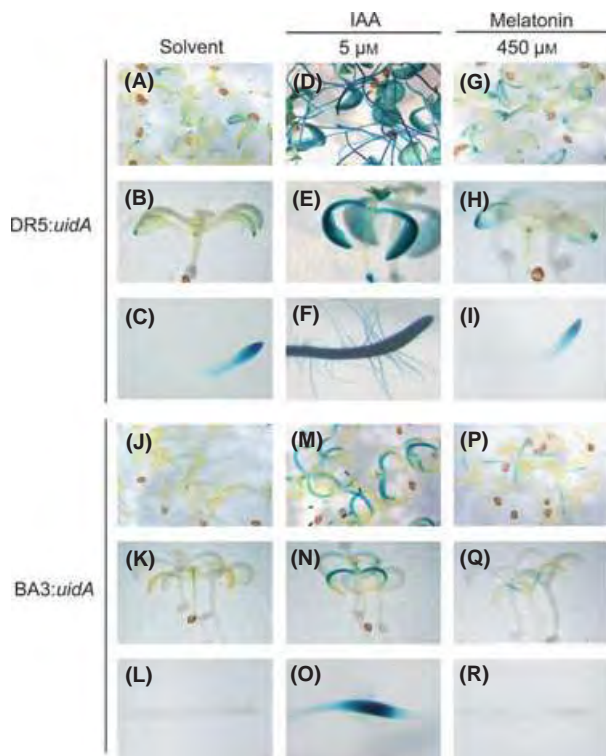 IAA Melatonin
Solvent 5 μM 450 μM
(A) (D) (G)
(B) (E) (H)
DR5:uidA
(C) (F) (I)
(J) (M) (P)
(K) (N) (Q)
BA3:uidA
(L) (O) (R)